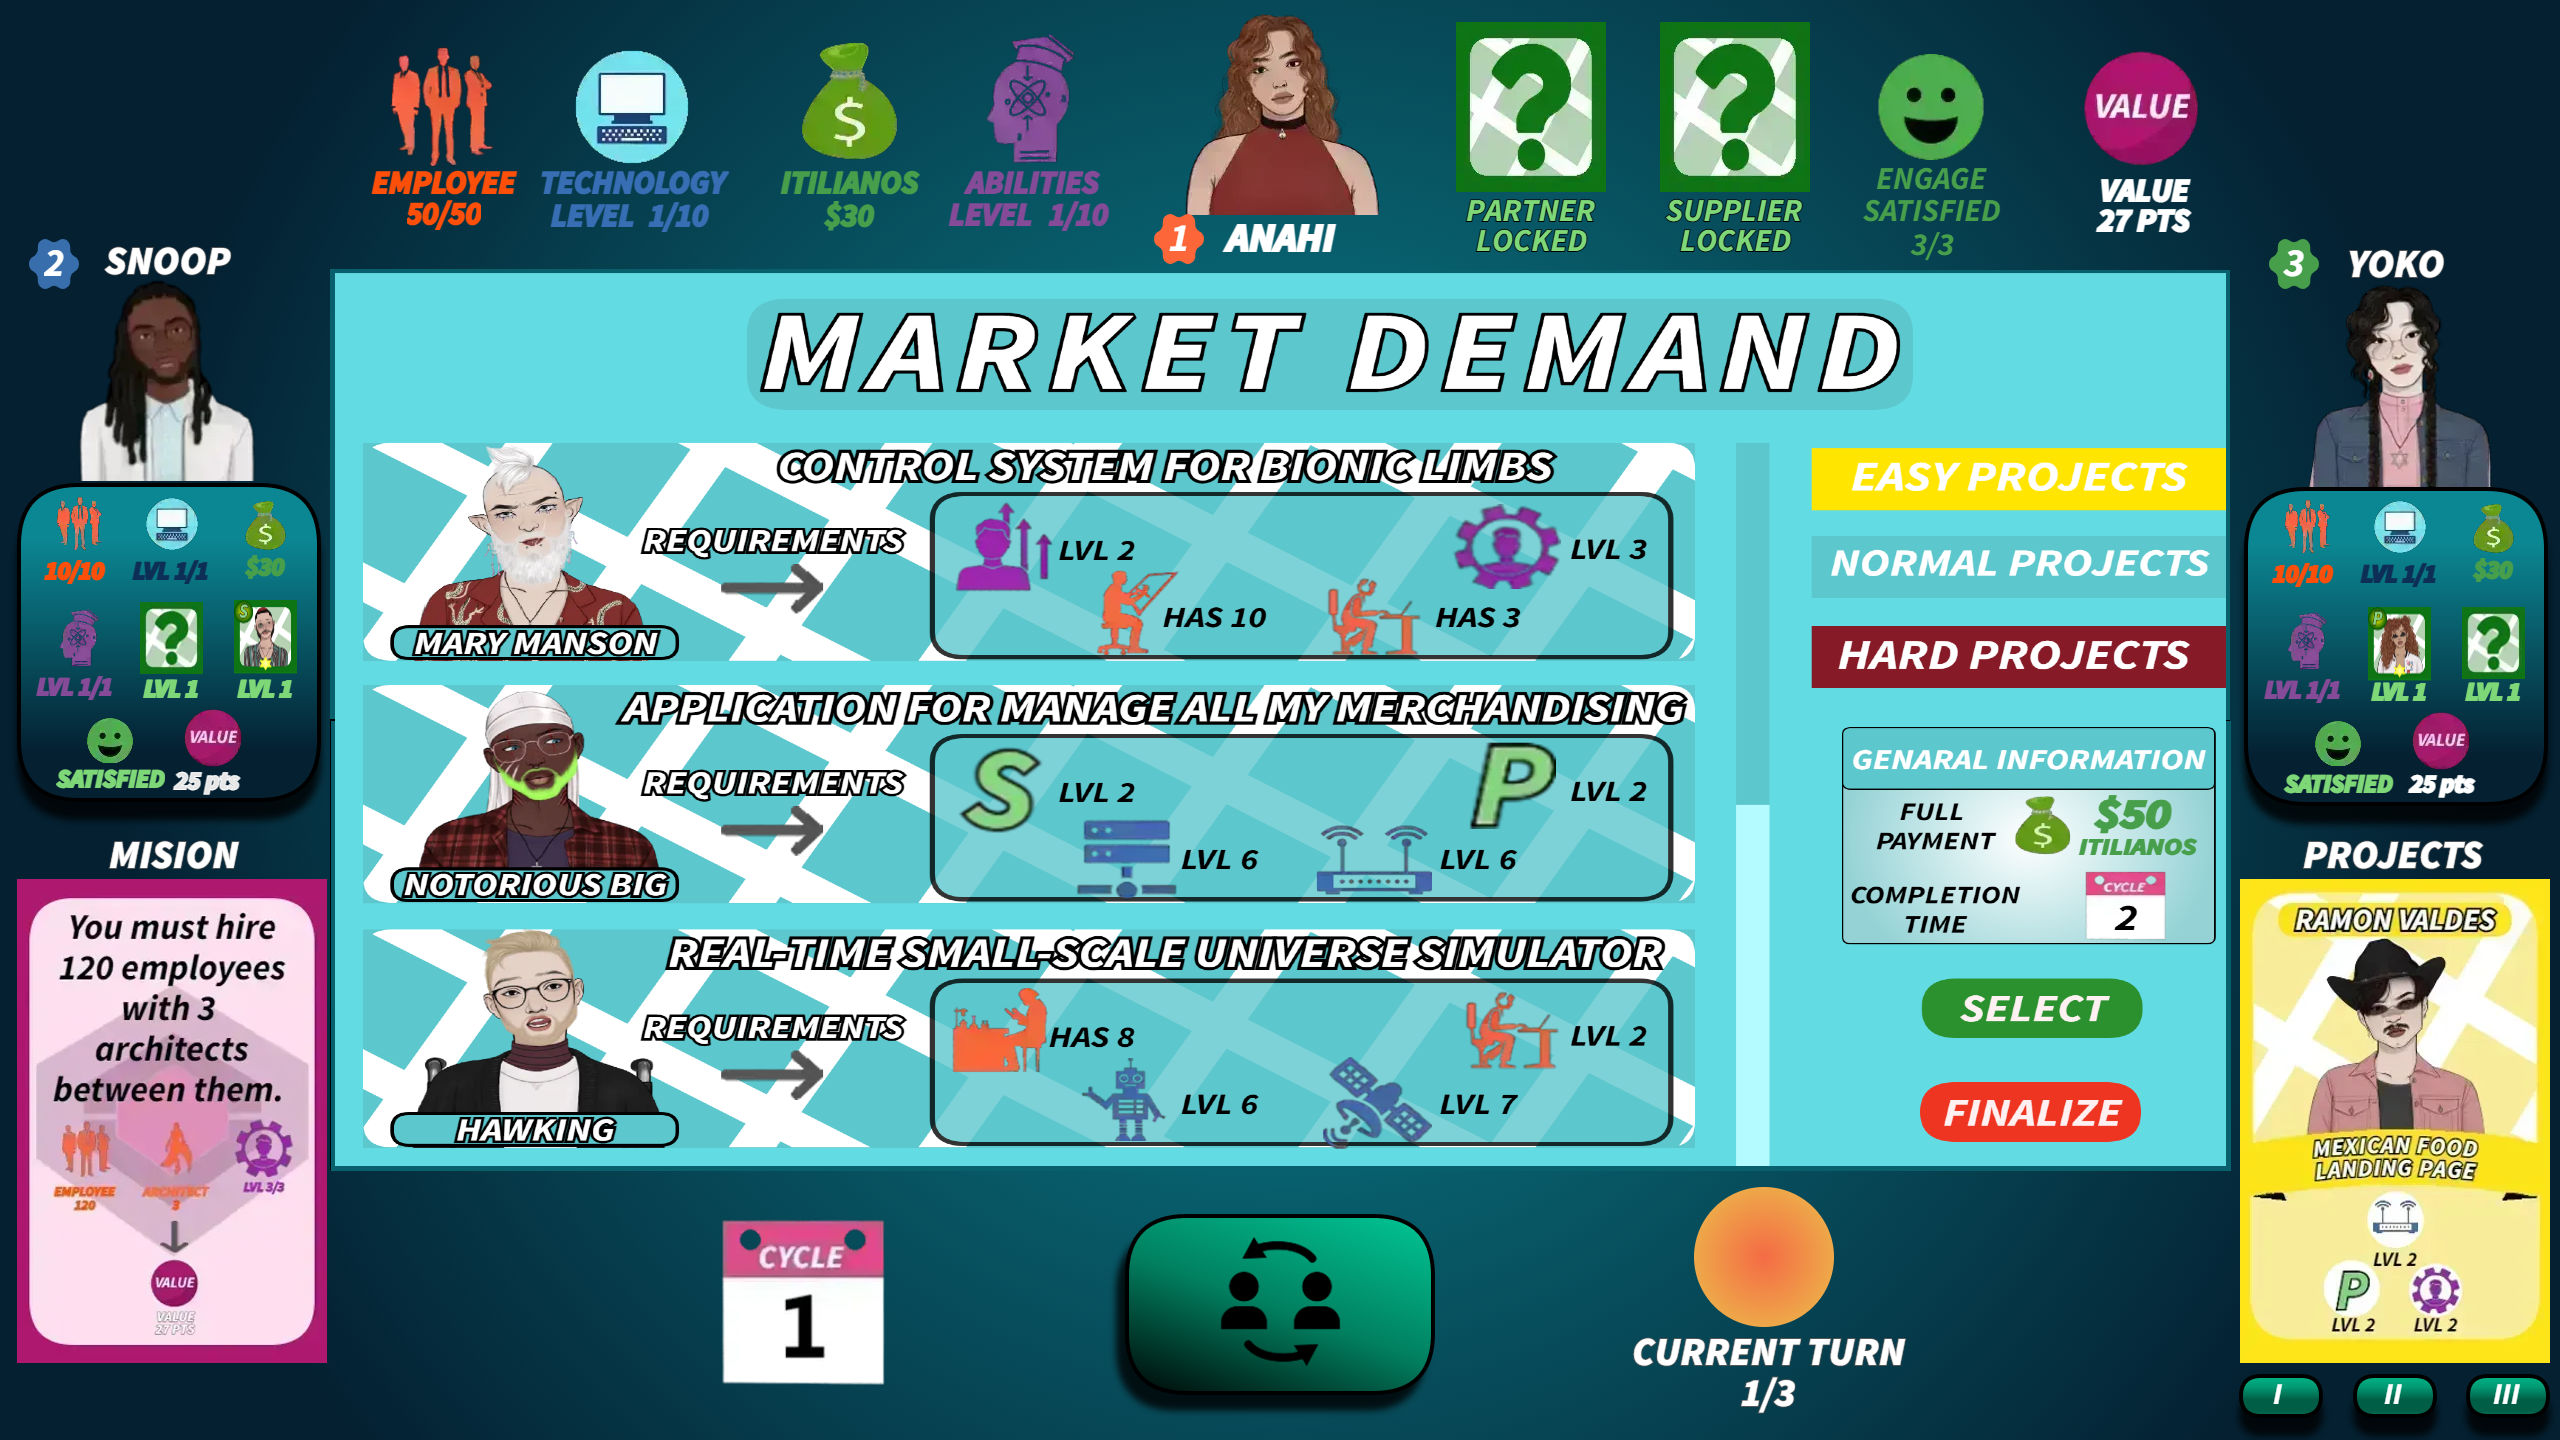 EMPLOYEE
50/50
TECHNOLOGY
LEVEL 1/10
$
ITILIANOS
$30
ABILITIES
LEVEL 1/10
1 ANAHI
?
PARTNER
LOCKED
?
SUPPLIER
LOCKED
ENGAGE
SATISFIED
3/3
VALUE
VALUE
27 PTS
2 SNOOP
10/10
LVL 1/1
$
$30
LVL 1/1
?
LVL 1
S
LVL 1
SATISFIED
VALUE
25 pts
MISION
You must hire
120 employees
with 3
architects
between them.
EMPLOYEE
120
ARCHITECT
3
LVL 3/3
VALUE
VALUE
27 PTS
MARKET DEMAND
CONTROL SYSTEM FOR BIONIC LIMBS
MARY MANSON
REQUIREMENTS
LVL 2
LVL 3
HAS 10
HAS 3
APPLICATION FOR MANAGE ALL MY MERCHANDISING
NOTORIOUS BIG
REQUIREMENTS
S LVL 2
P LVL 2
LVL 6
LVL 6
REAL-TIME SMALL-SCALE UNIVERSE SIMULATOR
HAWKING
REQUIREMENTS
HAS 8
LVL 2
LVL 6
LVL 7
EASY PROJECTS
NORMAL PROJECTS
HARD PROJECTS
GENARAL INFORMATION
FULL
PAYMENT
$
$50
ITILIANOS
COMPLETION
TIME
CYCLE
2
SELECT
FINALIZE
3 YOKO
10/10
LVL 1/1
$
$30
LVL 1/1
P
LVL 1
?
LVL 1
SATISFIED
VALUE
25 pts
PROJECTS
RAMON VALDES
MEXICAN FOOD
LANDING PAGE
LVL 2
P
LVL 2
LVL 2
I
II
III
CYCLE
1
CURRENT TURN
1/3